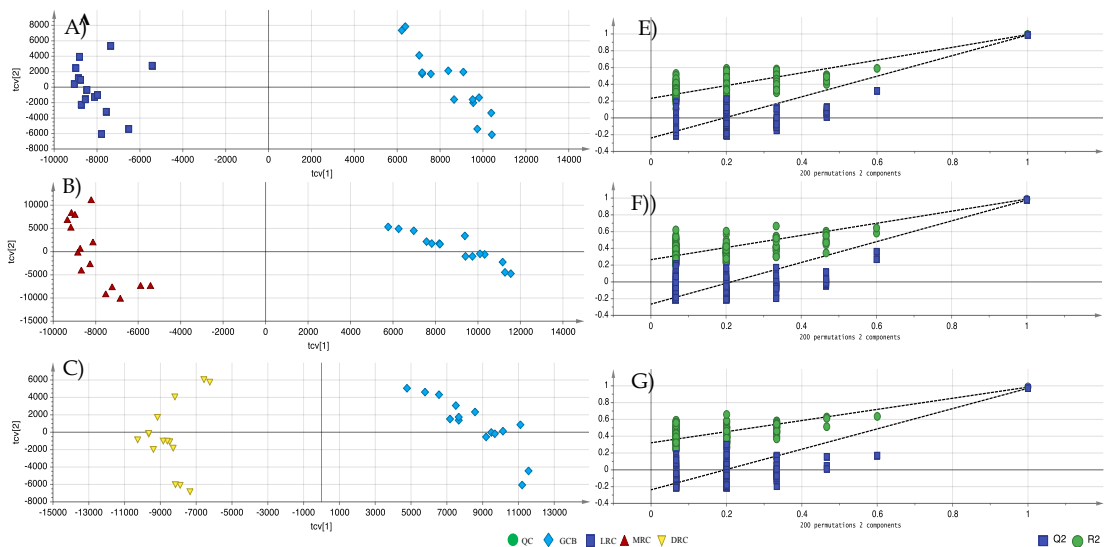 A)
tcv[2]
8000
6000
4000
2000
0
-2000
-4000
-6000
-8000
-10000 -8000 -6000 -4000 -2000 0 2000 4000 6000 8000 10000 12000 14000
tcv[1]
E)
1
0.8
0.6
0.4
0.2
0
-0.2
-0.4
0 0.2 0.4 0.6 0.8 1
200 permutations 2 components
B)
tcv[2]
10000
5000
0
-5000
-10000
-15000
-10000 -8000 -6000 -4000 -2000 0 2000 4000 6000 8000 10000 12000 14000
tcv[1]
F))
1
0.8
0.6
0.4
0.2
0
-0.2
-0.4
0 0.2 0.4 0.6 0.8 1
200 permutations 2 components
C)
tcv[2]
6000
4000
2000
0
-2000
-4000
-6000
-8000
-15000 -13000 -11000 -9000 -7000 -5000 -3000 -1000 1000 3000 5000 7000 9000 11000 13000
tcv[1]
G)
1
0.8
0.6
0.4
0.2
0
-0.2
-0.4
0 0.2 0.4 0.6 0.8 1
200 permutations 2 components
QC GCB LRC MRC DRC
Q2 R2